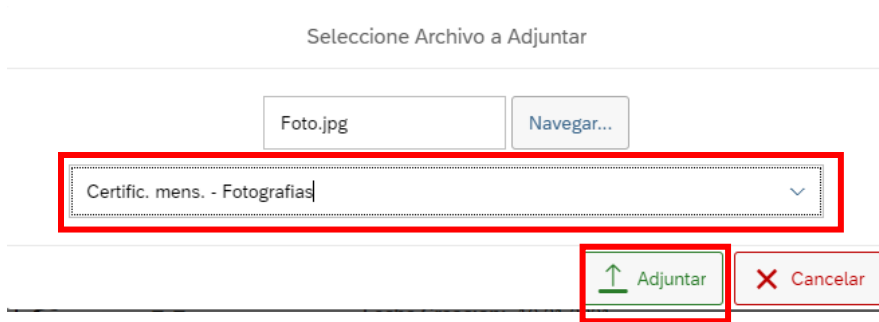 Seleccione Archivo a Adjuntar
Foto.jpg Navegar...
Certific. mens. - Fotografias
Adjuntar Cancelar